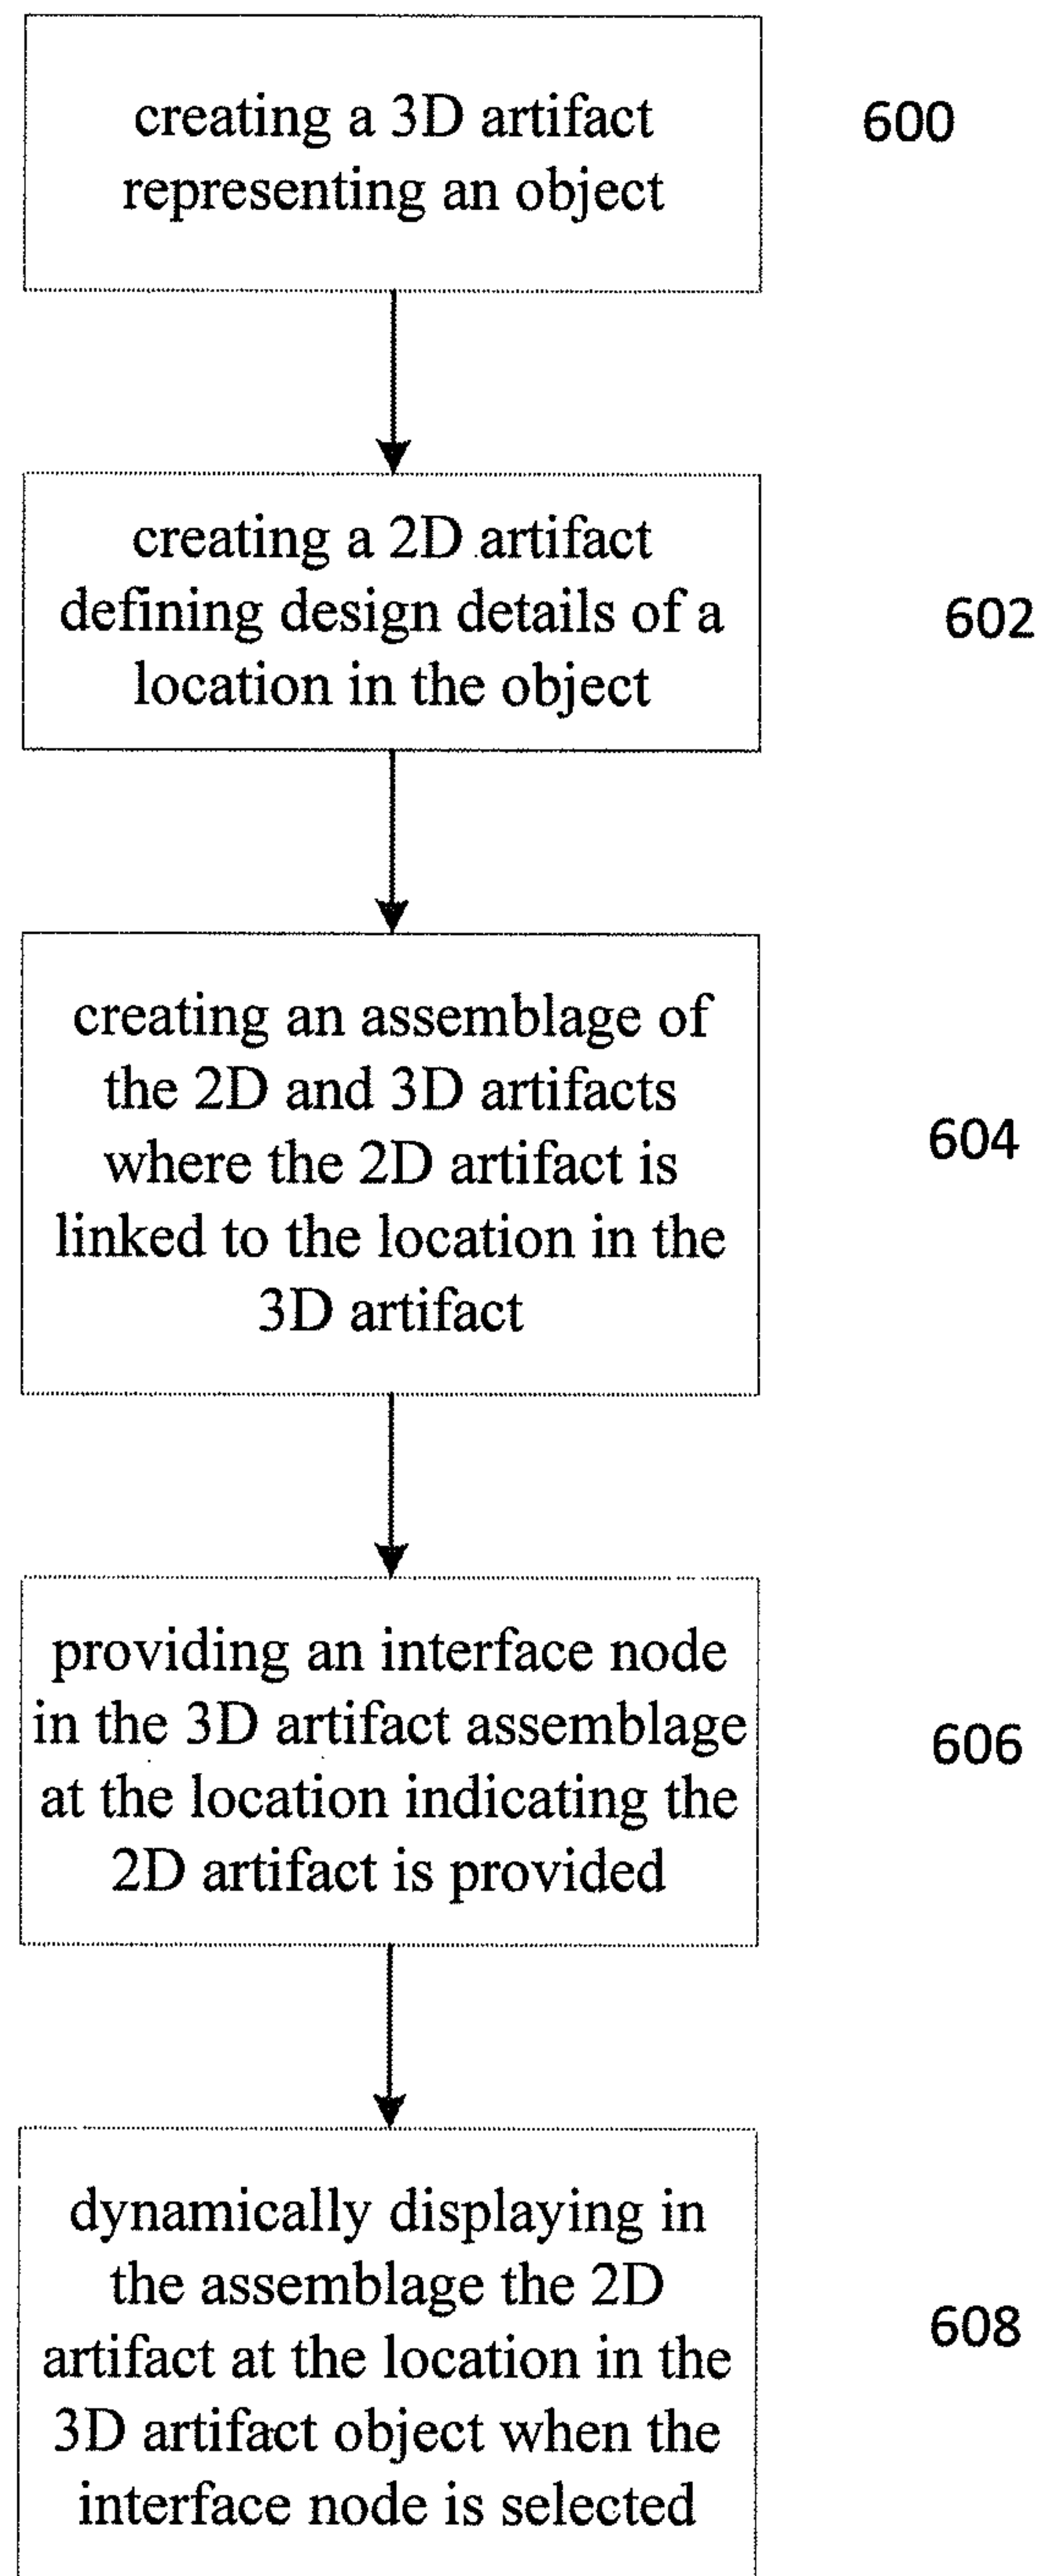 creating a 3D artifact
representing an object
600
creating a 2D artifact
defining design details of a
location in the object
602
creating an assemblage of
the 2D and 3D artifacts
where the 2D artifact is
linked to the location in the
3D artifact
604
providing an interface node
in the 3D artifact assemblage
at the location indicating the
2D artifact is provided
606
dynamically displaying in
the assemblage the 2D
artifact at the location in the
3D artifact object when the
interface node is selected
608